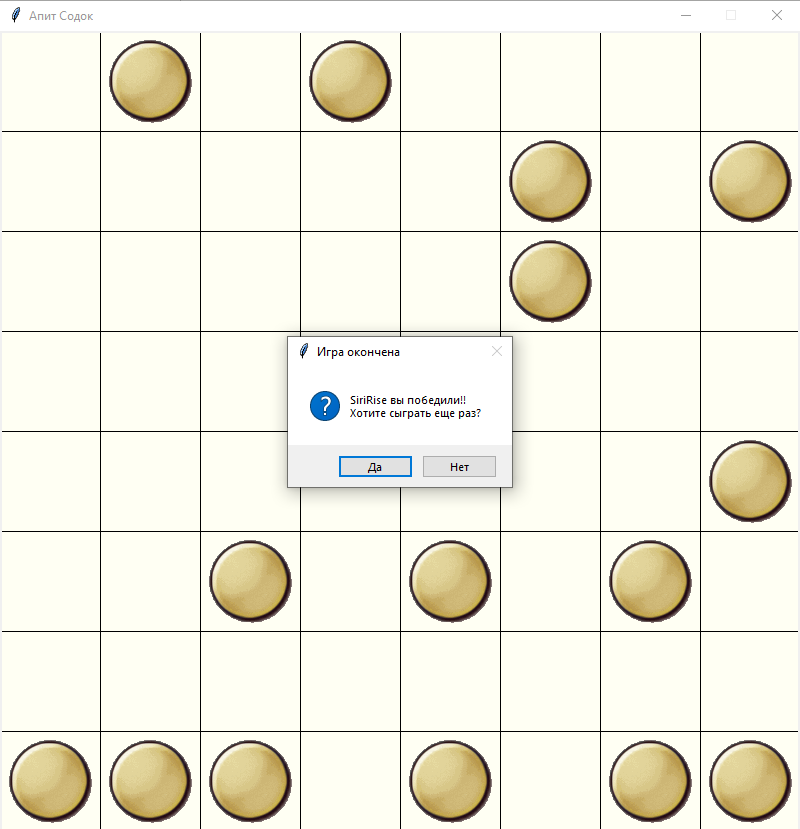 Апит Содок
Игра окончена
SiriRise вы победили!!
Хотите сыграть еще раз?
Да
Нет